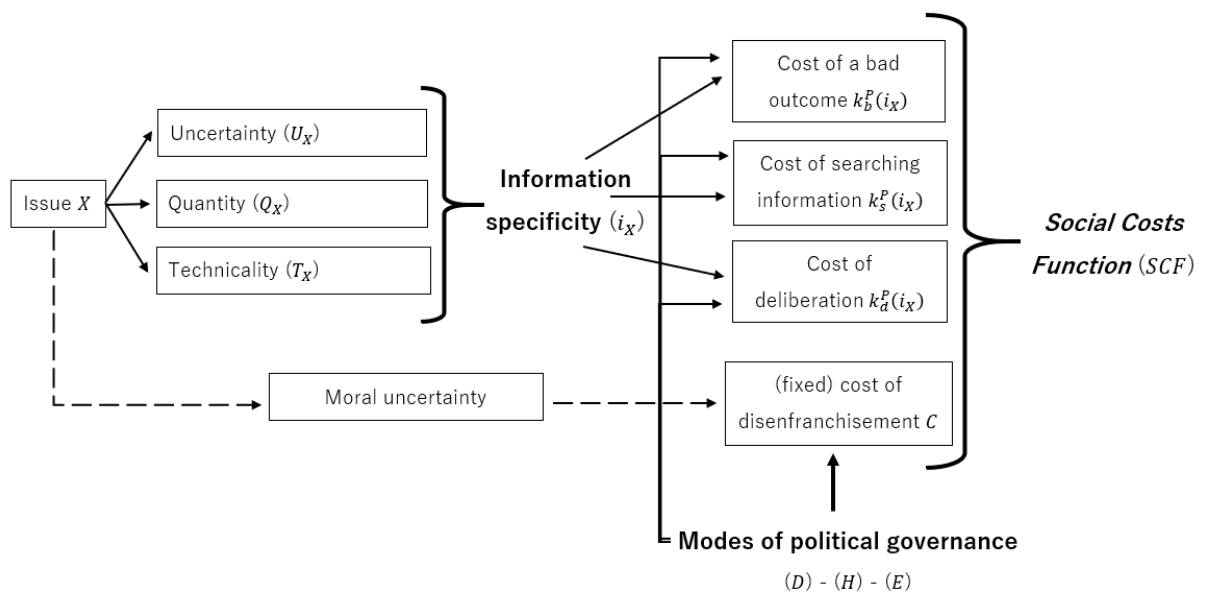 Issue X
Uncertainty (U_X)
Quantity (Q_X)
Technicality (T_X)
Information
specificity (i_X)
Moral uncertainty
Cost of a bad
outcome k_b^P(i_X)
Cost of searching
information k_s^P(i_X)
Cost of
deliberation k_d^P(i_X)
(fixed) cost of
disenfranchisement C
Modes of political governance
(D) - (H) - (E)
Social Costs
Function (SCF)